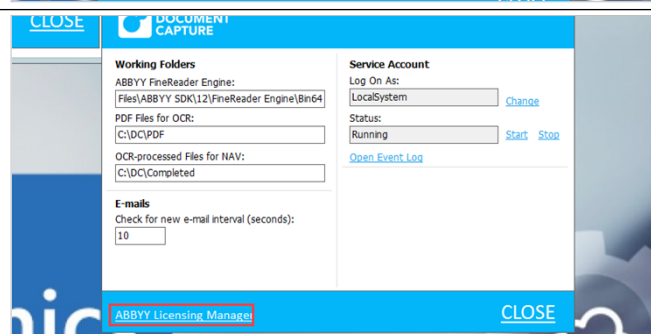 CLOSE
DOCUMENT
CAPTURE
Working Folders
ABBYY FineReader Engine:
Files\ABBYY SDK\12\FineReader Engine\Bin64
PDF Files for OCR:
C:\DC\PDF
OCR-processed Files for NAV:
C:\DC\Completed
E-mails
Check for new e-mail interval (seconds):
10
Service Account
Log On As:
LocalSystem
Change
Status:
Running
Start Stop
Open Event Log
ABBYY Licensing Manager
CLOSE